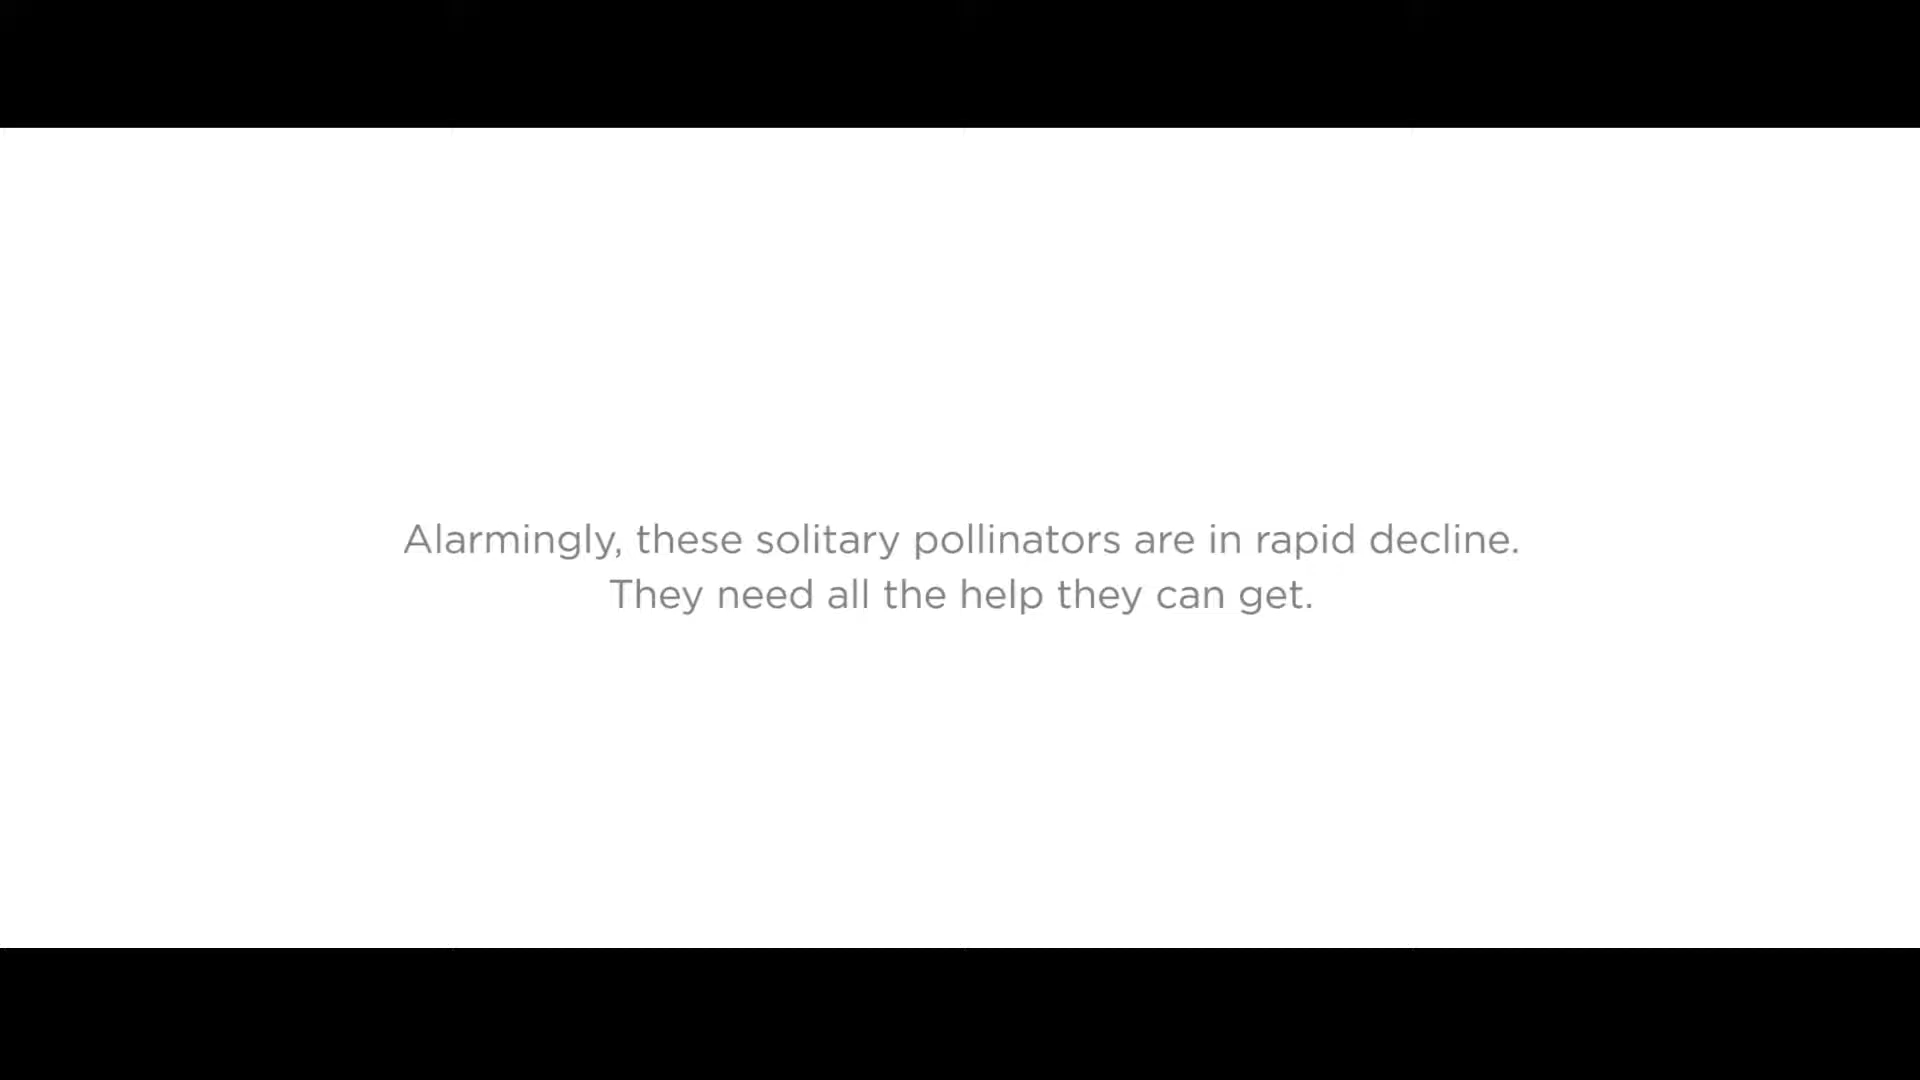 Alarmingly, these solitary pollinators are in rapid decline.
They need all the help they can get.